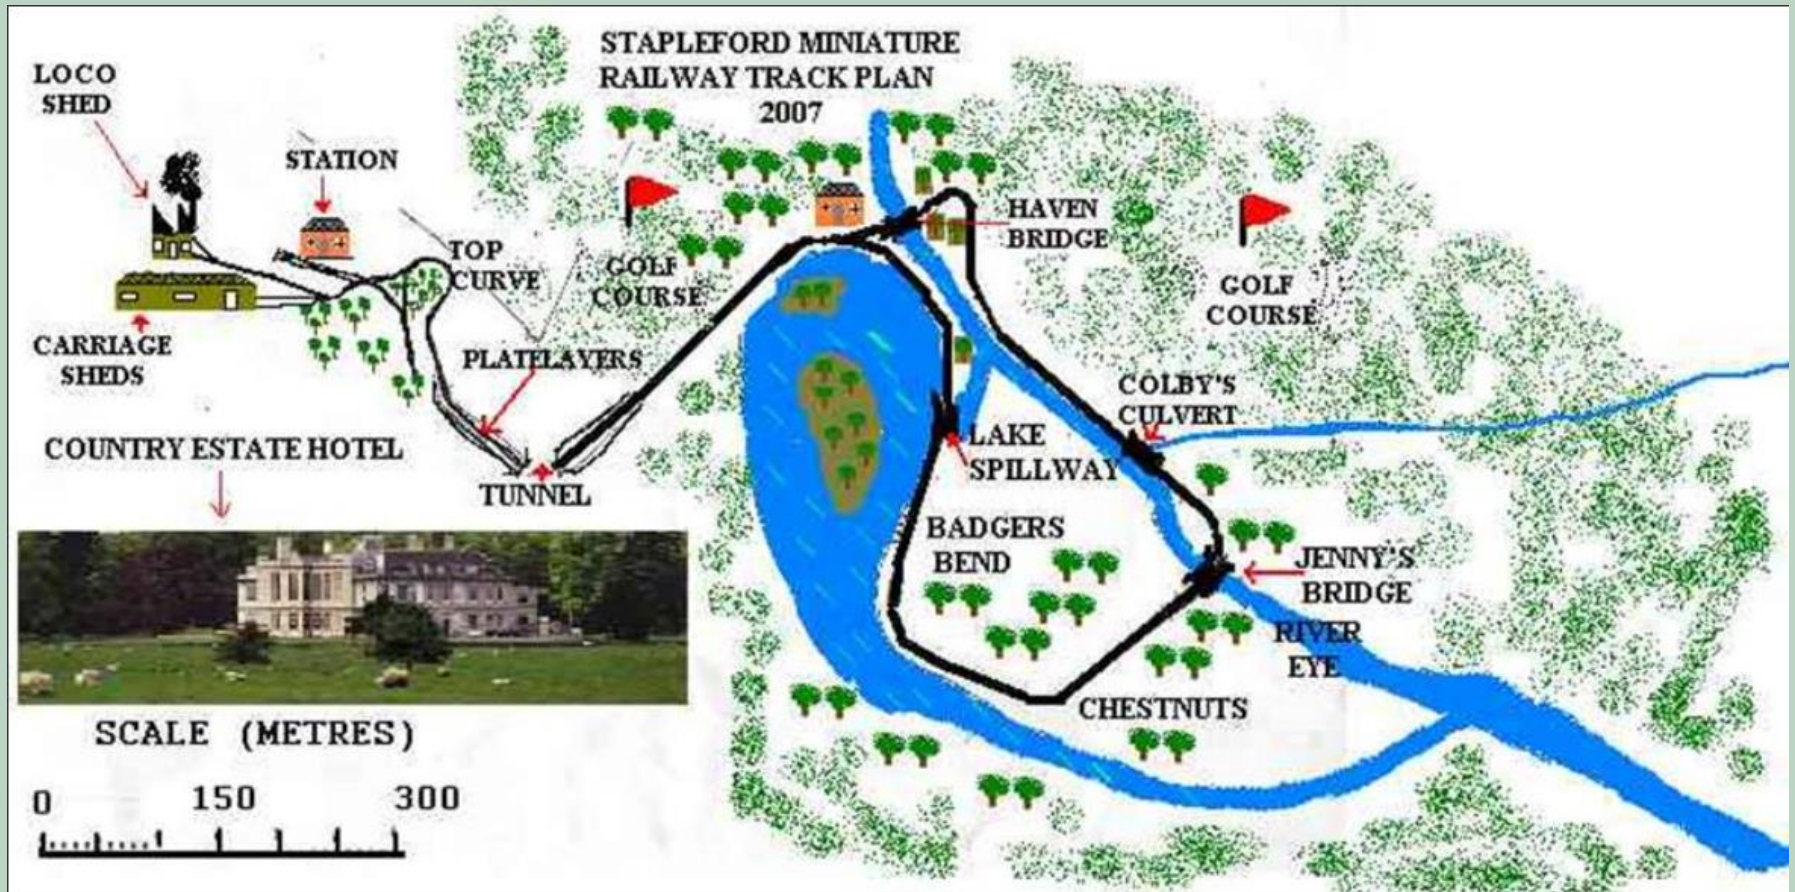 STAPLEFORD MINIATURE
RAILWAY TRACK PLAN
2007
LOCO
SHED
STATION
TOP
CURVE
GOLF
COURSE
HAVEN
BRIDGE
GOLF
COURSE
CARRIAGE
SHEDS
PLATELAYERS
COLBY'S
CULVERT
COUNTRY ESTATE HOTEL
TUNNEL
LAKE
SPILLWAY
BADGERS
BEND
JENNY'S
BRIDGE
RIVER
EYE
CHESTNUTS
SCALE (METRES)
0 150 300